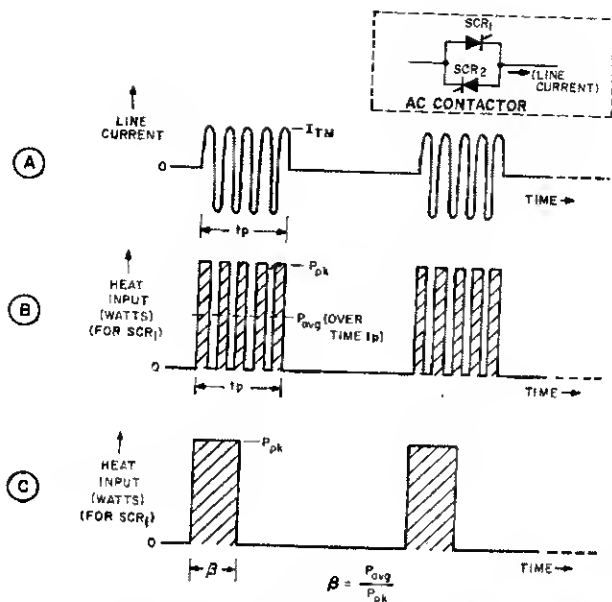 SCR1
SCR2
(LINE
CURRENT)
AC CONTACTOR
LINE
CURRENT
ITM
A
0
TIME
tp
Ppk
HEAT
INPUT
(WATTS)
(FOR SCR1)
B
Pavg (OVER
TIME tp)
0
tp
TIME
Ppk
HEAT
INPUT
(WATTS)
(FOR SCR1)
C
0
TIME
β
β = Pavg
Ppk